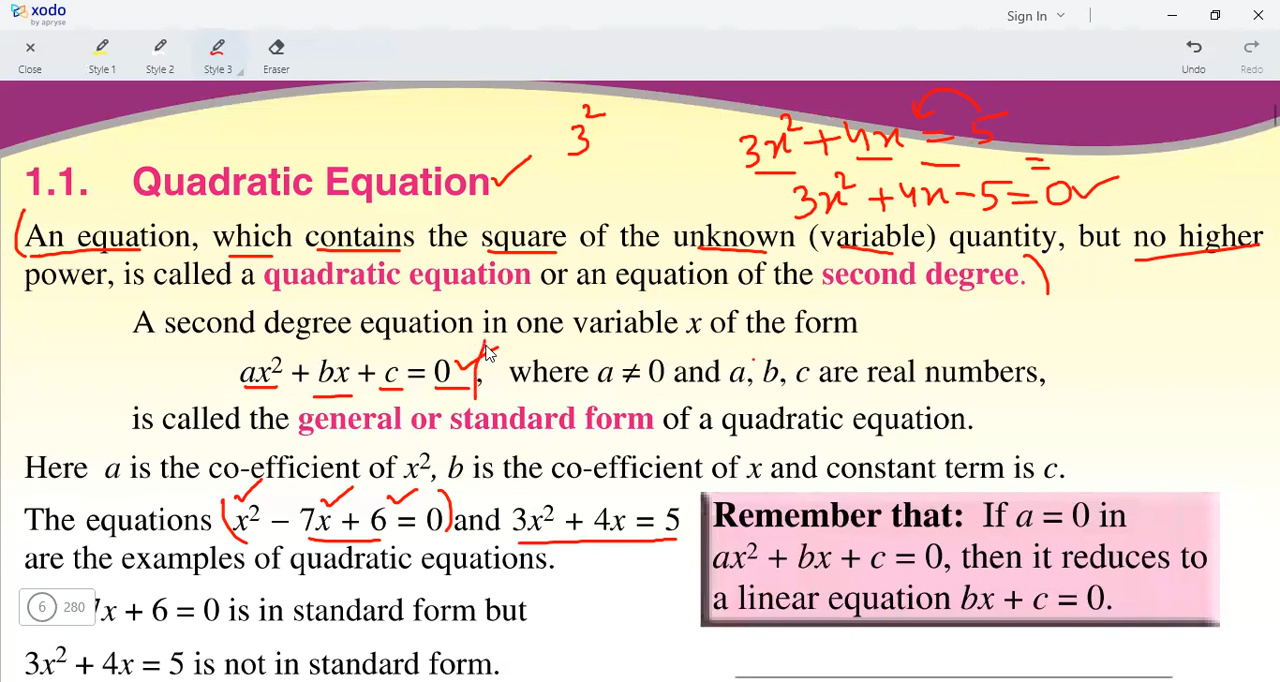 xodo
by apryse
Sign In
Close
Style 1
Style 2
Style 3
Eraser
Undo
Redo
3²
3x² + 4x = 5
=
3x² + 4x - 5 = 0
1.1. Quadratic Equation
An equation, which contains the square of the unknown (variable) quantity, but no higher
power, is called a quadratic equation or an equation of the second degree.
A second degree equation in one variable x of the form
ax² + bx + c = 0, where a ≠ 0 and a, b, c are real numbers,
is called the general or standard form of a quadratic equation.
Here a is the co-efficient of x², b is the co-efficient of x and constant term is c.
The equations x² − 7x + 6 = 0 and 3x² + 4x = 5
are the examples of quadratic equations.
6 280
7x + 6 = 0 is in standard form but
3x² + 4x = 5 is not in standard form.
Remember that: If a = 0 in
ax² + bx + c = 0, then it reduces to
a linear equation bx + c = 0.